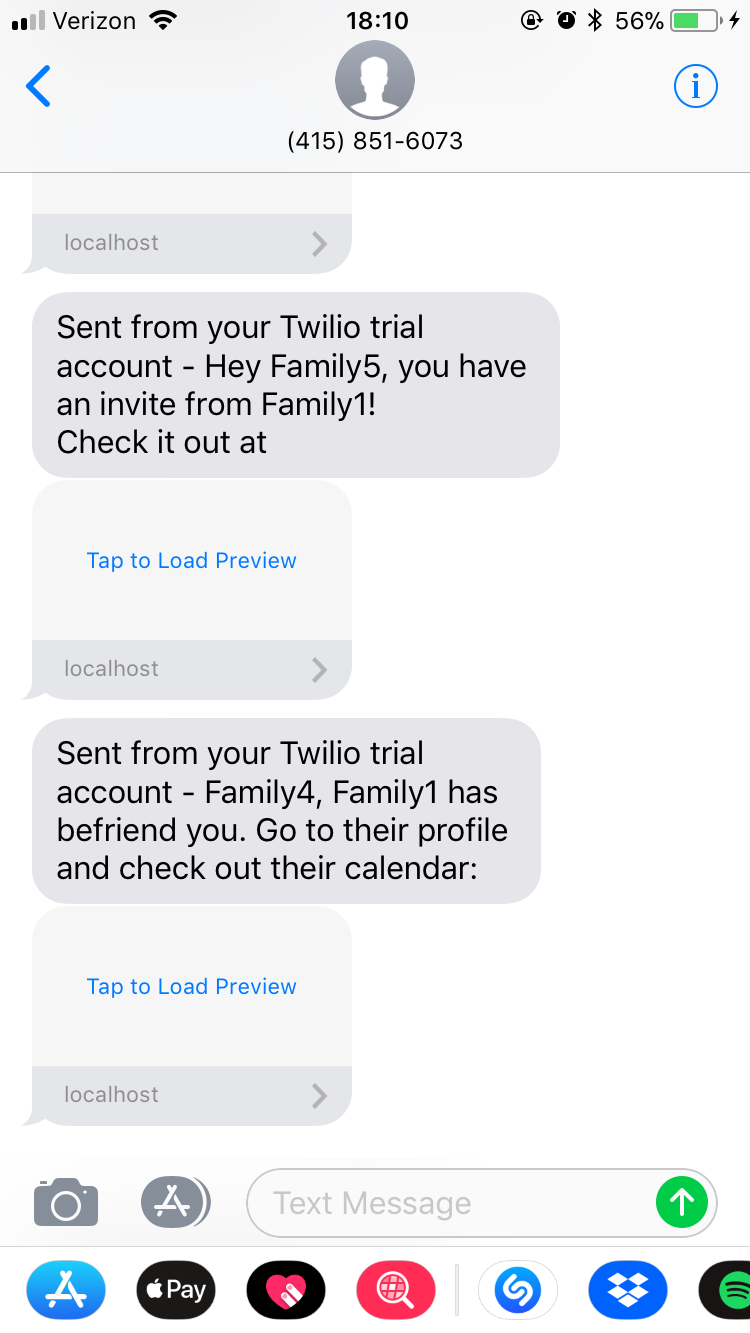 Verizon 18:10 56%
(415) 851-6073
localhost
Sent from your Twilio trial
account - Hey Family5, you have
an invite from Family1!
Check it out at
Tap to Load Preview
localhost
Sent from your Twilio trial
account - Family4, Family1 has
befriend you. Go to their profile
and check out their calendar:
Tap to Load Preview
localhost
Text Message
Pay